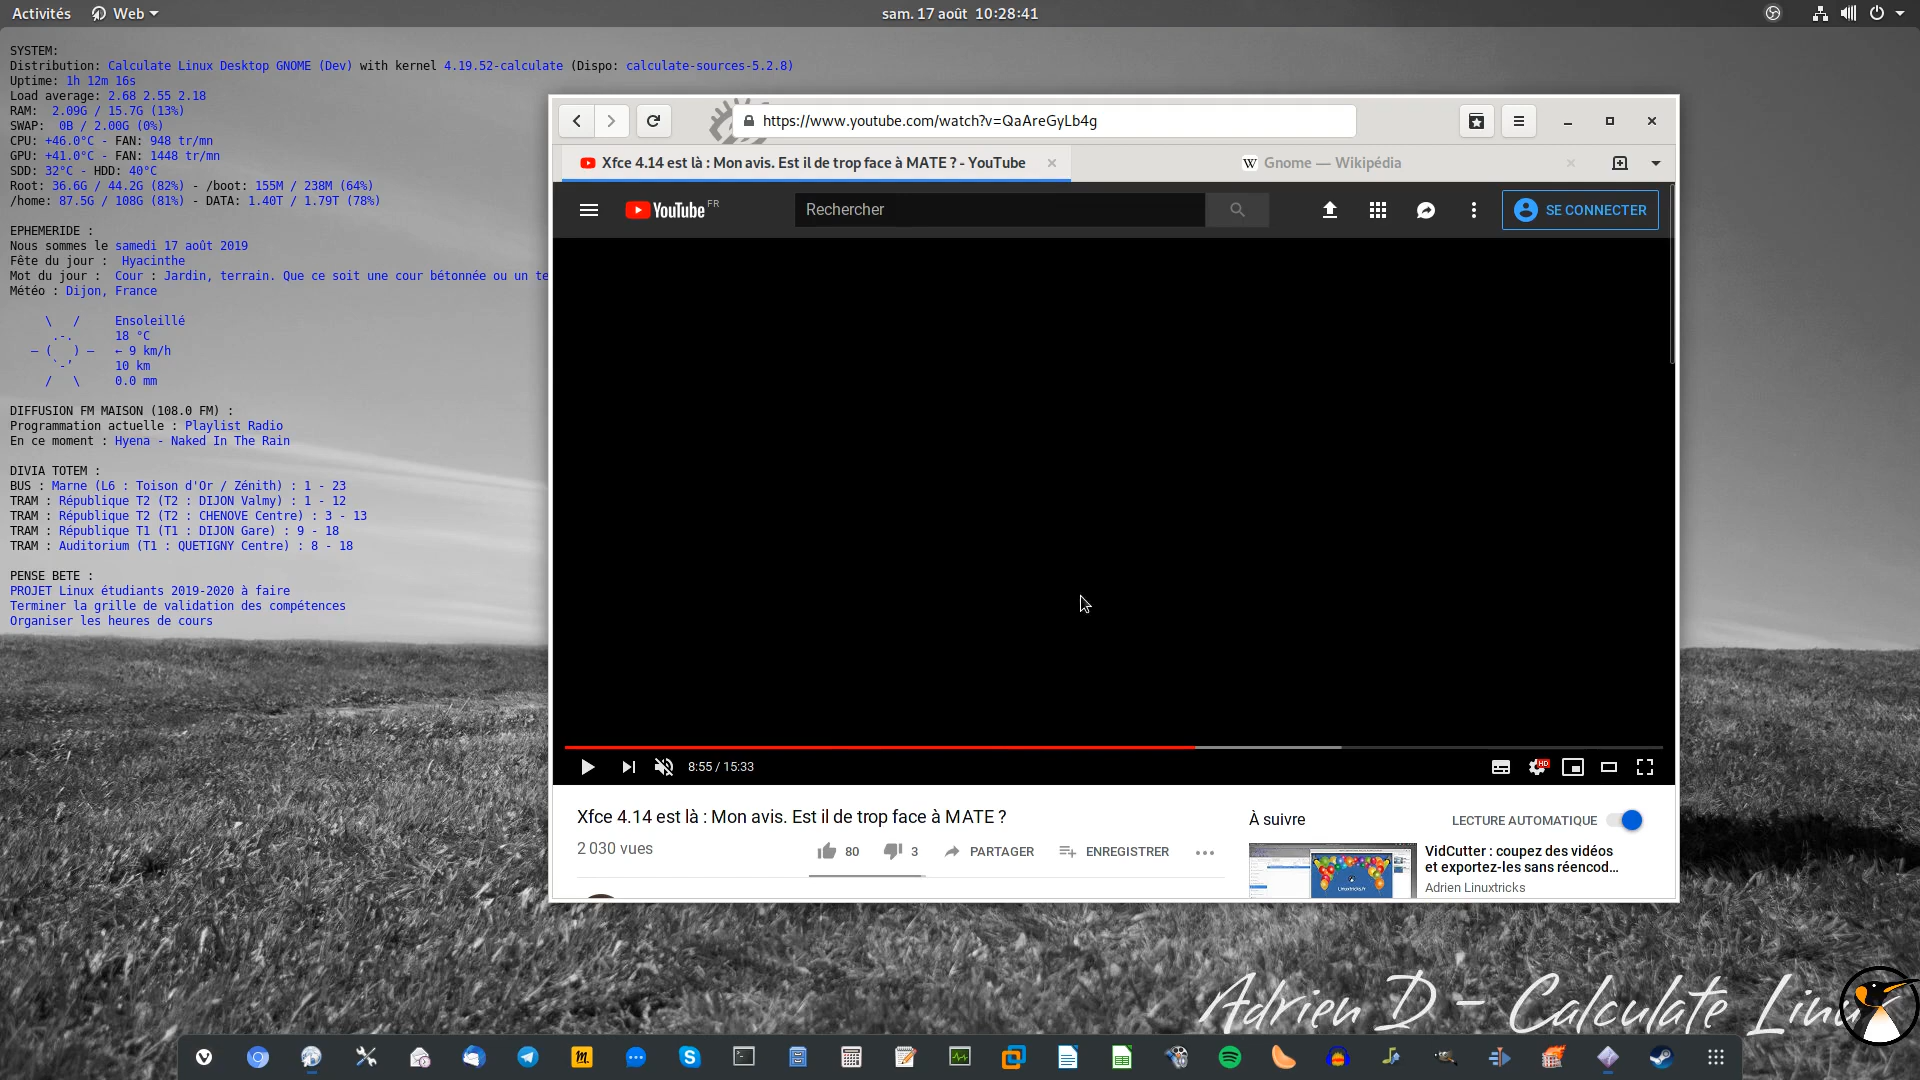 Activités Web sam. 17 août 10:28:41
SYSTEM:
Distribution: Calculate Linux Desktop GNOME (Dev) with kernel 4.19.52-calculate (Dispo: calculate-sources-5.2.8)
Uptime: 1h 12m 16s
Load average: 2.68 2.55 2.18
RAM: 2.09G / 15.7G (13%)
SWAP: 0B / 2.00G (0%)
CPU: +46.0°C - FAN: 948 tr/mn
GPU: +41.0°C - FAN: 1448 tr/mn
SDD: 32°C - HDD: 40°C
Root: 36.6G / 44.2G (82%) - /boot: 155M / 238M (64%)
/home: 87.5G / 108G (81%) - DATA: 1.40T / 1.79T (78%)
EPHEMERIDE :
Nous sommes le samedi 17 août 2019
Fête du jour : Hyacinthe
Mot du jour : Cour : Jardin, terrain. Que ce soit une cour bétonnée ou un te
Météo : Dijon, France
Ensoleillé
18 °C
← 9 km/h
10 km
0.0 mm
DIFFUSION FM MAISON (108.0 FM) :
Programmation actuelle : Playlist Radio
En ce moment : Hyena - Naked In The Rain
DIVIA TOTEM :
BUS : Marne (L6 : Toison d'Or / Zénith) : 1 - 23
TRAM : République T2 (T2 : DIJON Valmy) : 1 - 12
TRAM : République T2 (T2 : CHENOVE Centre) : 3 - 13
TRAM : République T1 (T1 : DIJON Gare) : 9 - 18
TRAM : Auditorium (T1 : QUETIGNY Centre) : 8 - 18
PENSE BETE :
PROJET Linux étudiants 2019-2020 à faire
Terminer la grille de validation des compétences
Organiser les heures de cours
https://www.youtube.com/watch?v=QaAreGyLb4g
Xfce 4.14 est là : Mon avis. Est il de trop face à MATE ? - YouTube
W Gnome — Wikipédia
YouTube FR
Rechercher
SE CONNECTER
8:55 / 15:33
HD
Xfce 4.14 est là : Mon avis. Est il de trop face à MATE ?
2 030 vues
80 3 PARTAGER ENREGISTRER
À suivre
LECTURE AUTOMATIQUE
VidCutter : coupez des vidéos
et exportez-les sans réencod...
Adrien Linuxtricks
Adrien D - Calculate Linux